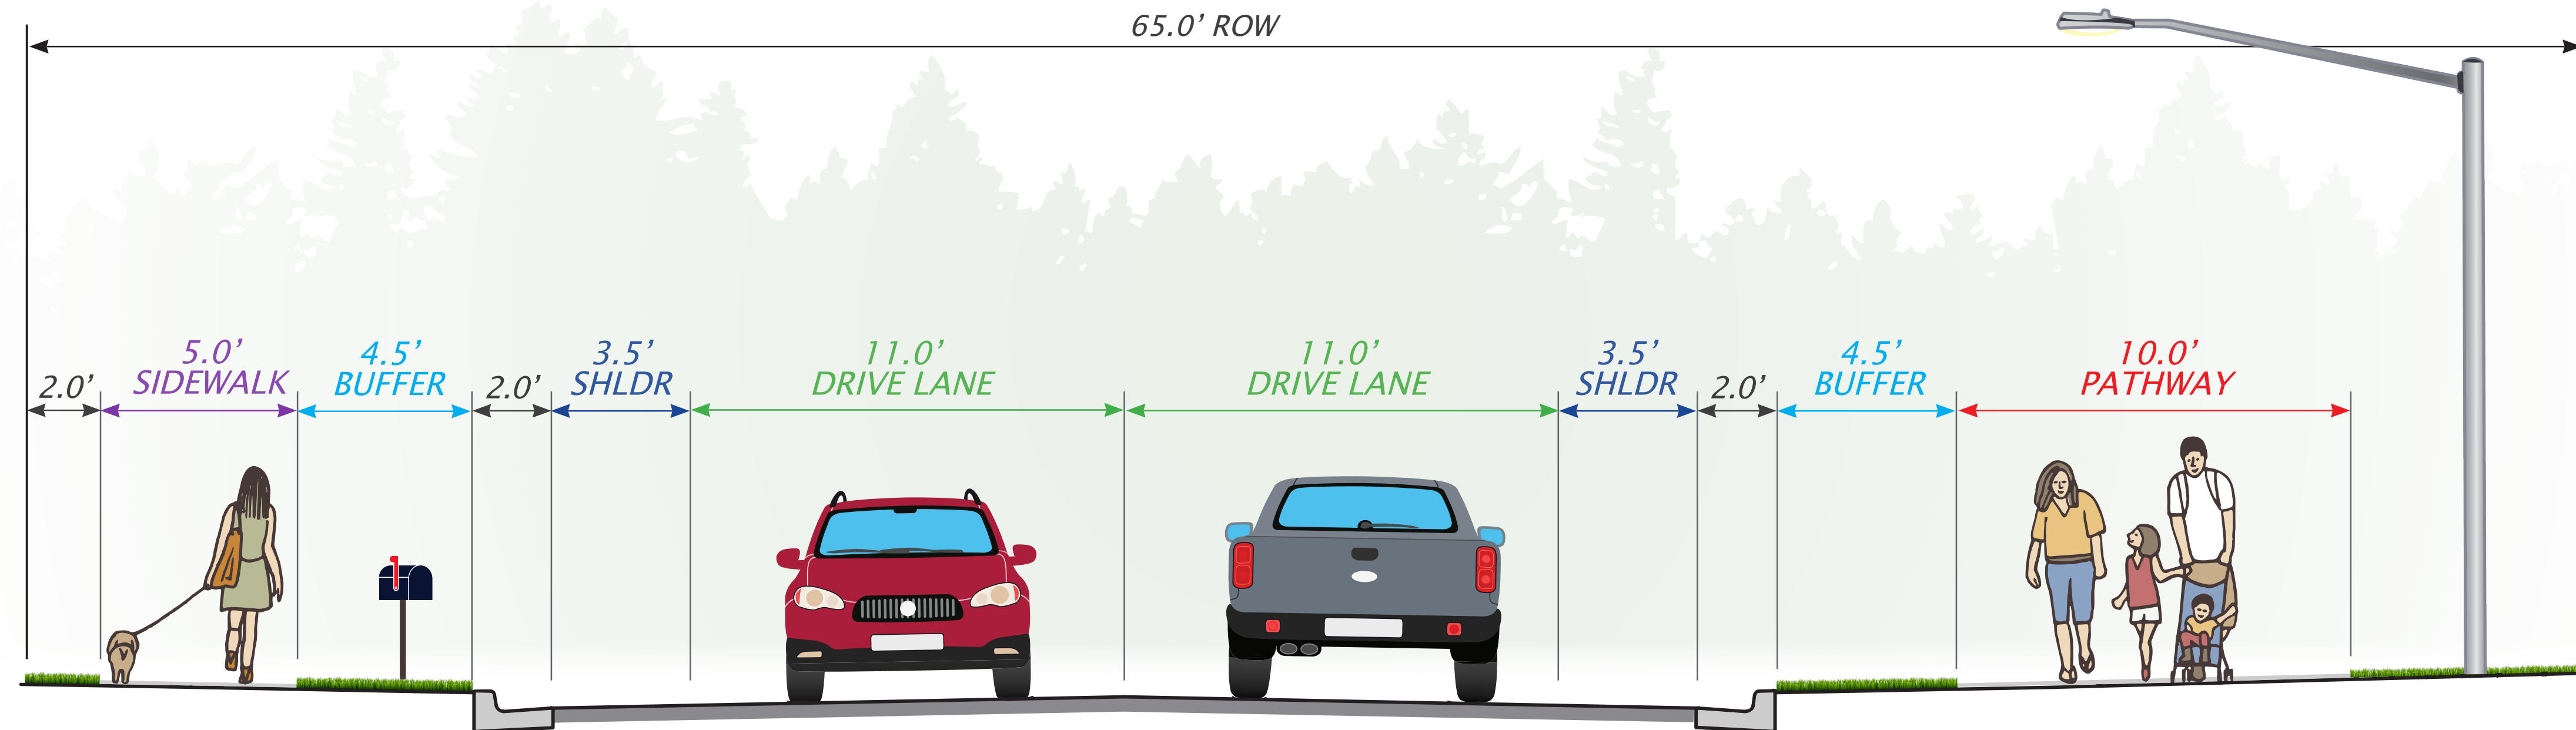 65.0’ ROW
2.0’
5.0’
SIDEWALK
4.5’
BUFFER
2.0’
3.5’
SHLDR
11.0’
DRIVE LANE
11.0’
DRIVE LANE
3.5’
SHLDR
2.0’
4.5’
BUFFER
10.0’
PATHWAY